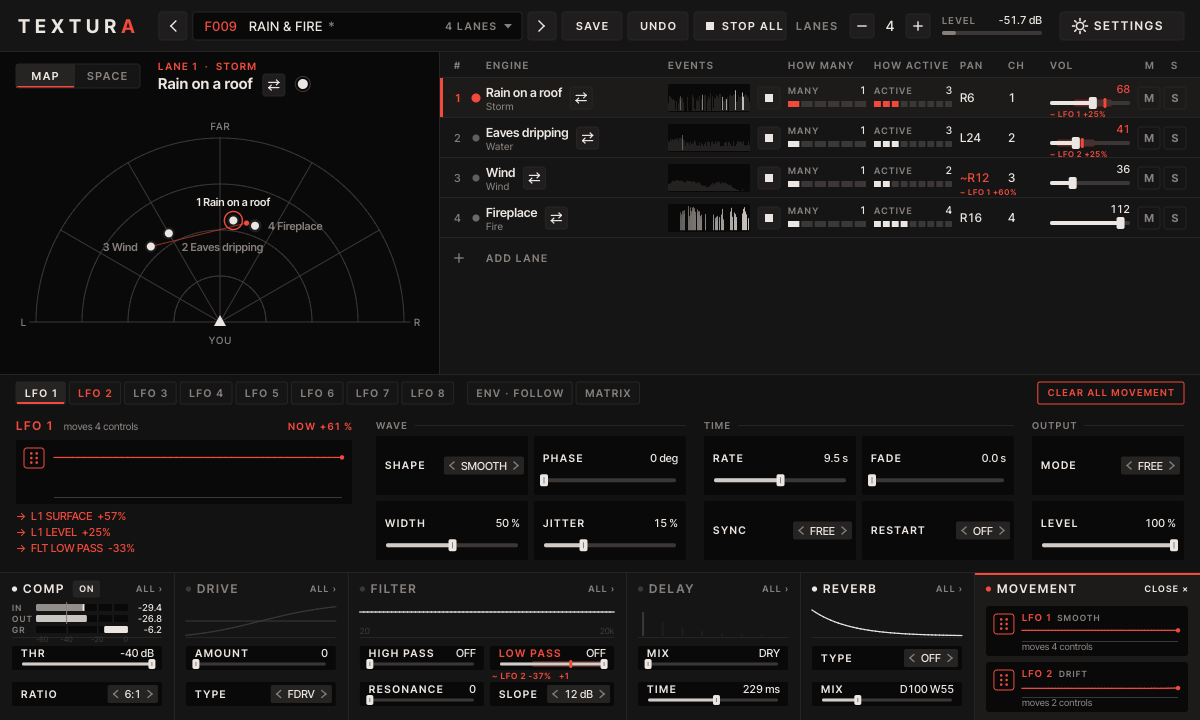 TEXTURA
F009 RAIN & FIRE * 4 LANES
SAVE UNDO STOP ALL LANES 4 LEVEL -51.7 dB SETTINGS
MAP SPACE
LANE 1 · STORM
Rain on a roof
FAR
1 Rain on a roof
4 Fireplace
3 Wind
2 Eaves dripping
L R
YOU
# ENGINE EVENTS HOW MANY HOW ACTIVE PAN CH VOL M S
1 Rain on a roof MANY 1 ACTIVE 3 R6 1 68 M S
Storm
~ LFO 1 +25%
2 Eaves dripping MANY 1 ACTIVE 3 L24 2 41 M S
Water
~ LFO 2 +25%
3 Wind MANY 1 ACTIVE 2 ~R12 3 36 M S
Wind
~ LFO 1 +60%
4 Fireplace MANY 1 ACTIVE 4 R16 4 112 M S
Fire
+ ADD LANE
LFO 1 LFO 2 LFO 3 LFO 4 LFO 5 LFO 6 LFO 7 LFO 8 ENV · FOLLOW MATRIX CLEAR ALL MOVEMENT
LFO 1 moves 4 controls NOW +61 %
→ L1 SURFACE +57%
→ L1 LEVEL +25%
→ FLT LOW PASS -33%
WAVE
SHAPE < SMOOTH >
PHASE 0 deg
WIDTH 50 %
JITTER 15 %
TIME
RATE 9.5 s
FADE 0.0 s
SYNC < FREE >
RESTART < OFF >
OUTPUT
MODE < FREE >
LEVEL 100 %
COMP ON ALL ›
IN -29.4
OUT -26.8
GR -6.2
-60 -40 -20 0
THR -40 dB
RATIO < 6:1 >
DRIVE ALL ›
AMOUNT 0
TYPE < FDRV >
FILTER ALL ›
20 20k
HIGH PASS OFF
LOW PASS OFF
~ LFO 2 -37% +1
RESONANCE 0
SLOPE < 12 dB >
DELAY ALL ›
MIX DRY
TIME 229 ms
REVERB ALL ›
TYPE < OFF >
MIX D100 W55
MOVEMENT CLOSE ×
LFO 1 SMOOTH
moves 4 controls
LFO 2 DRIFT
moves 2 controls